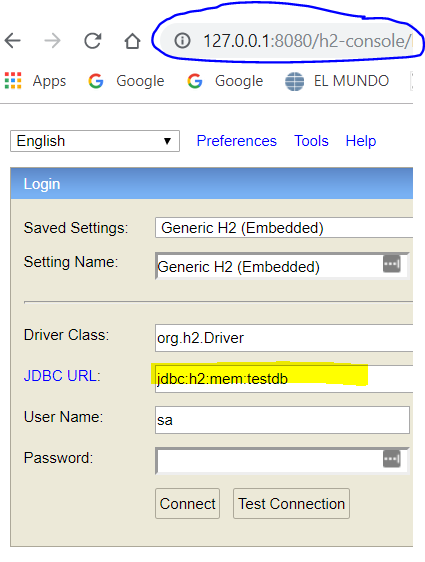 127.0.0.1:8080/h2-console/
Apps Google Google EL MUNDO
English Preferences Tools Help
Login
Saved Settings: Generic H2 (Embedded)
Setting Name: Generic H2 (Embedded)
Driver Class: org.h2.Driver
JDBC URL: jdbc:h2:mem:testdb
User Name: sa
Password:
Connect Test Connection